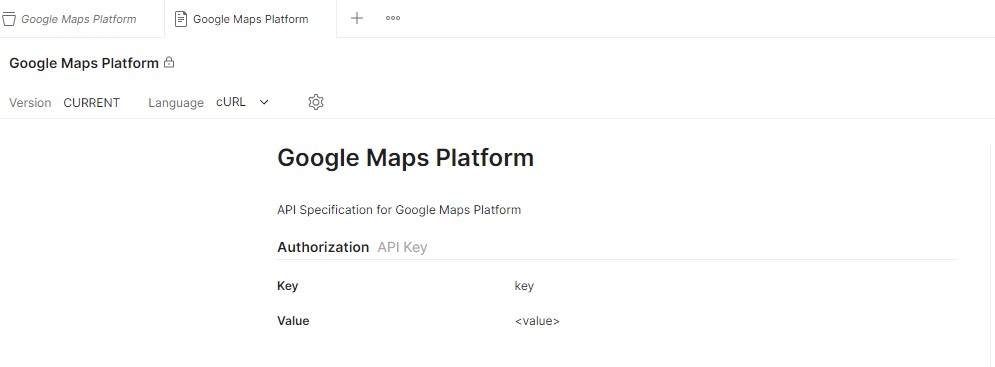 Google Maps Platform
Google Maps Platform
Google Maps Platform
Version CURRENT Language cURL
Google Maps Platform
API Specification for Google Maps Platform
Authorization API Key
Key key
Value <value>